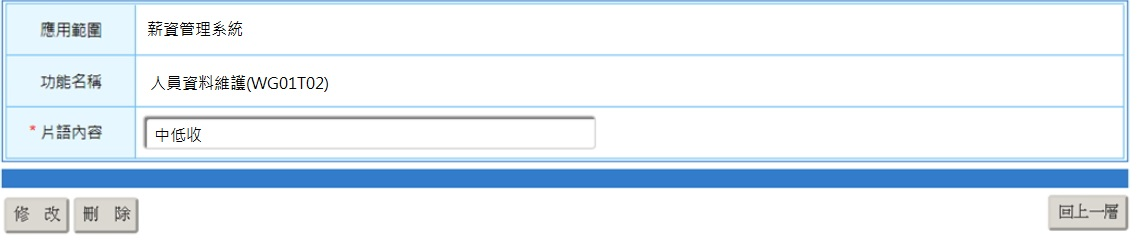 應用範圍 薪資管理系統
功能名稱 人員資料維護(WG01T02)
* 片語內容 中低收
修 改 刪 除 回上一層